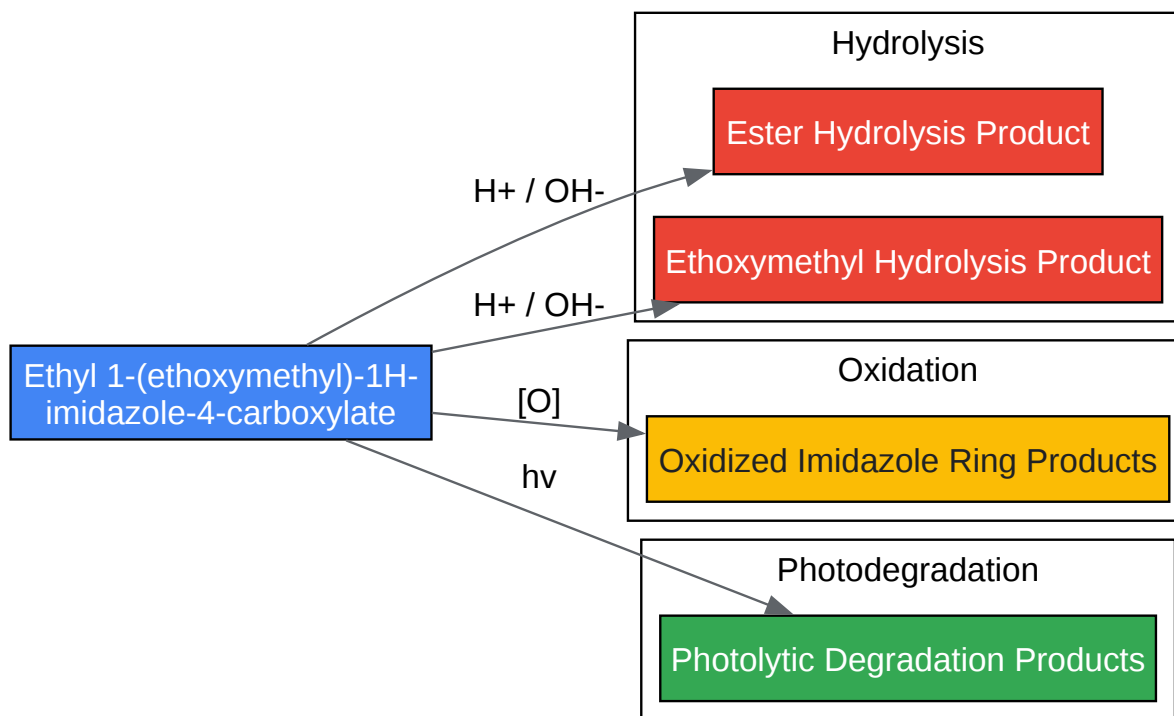 Hydrolysis
Ester Hydrolysis Product
H+ / OH-
Ethoxymethyl Hydrolysis Product
H+ / OH-
Ethyl 1-(ethoxymethyl)-1H-
imidazole-4-carboxylate
Oxidation
[O]
Oxidized Imidazole Ring Products
hv
Photodegradation
Photolytic Degradation Products